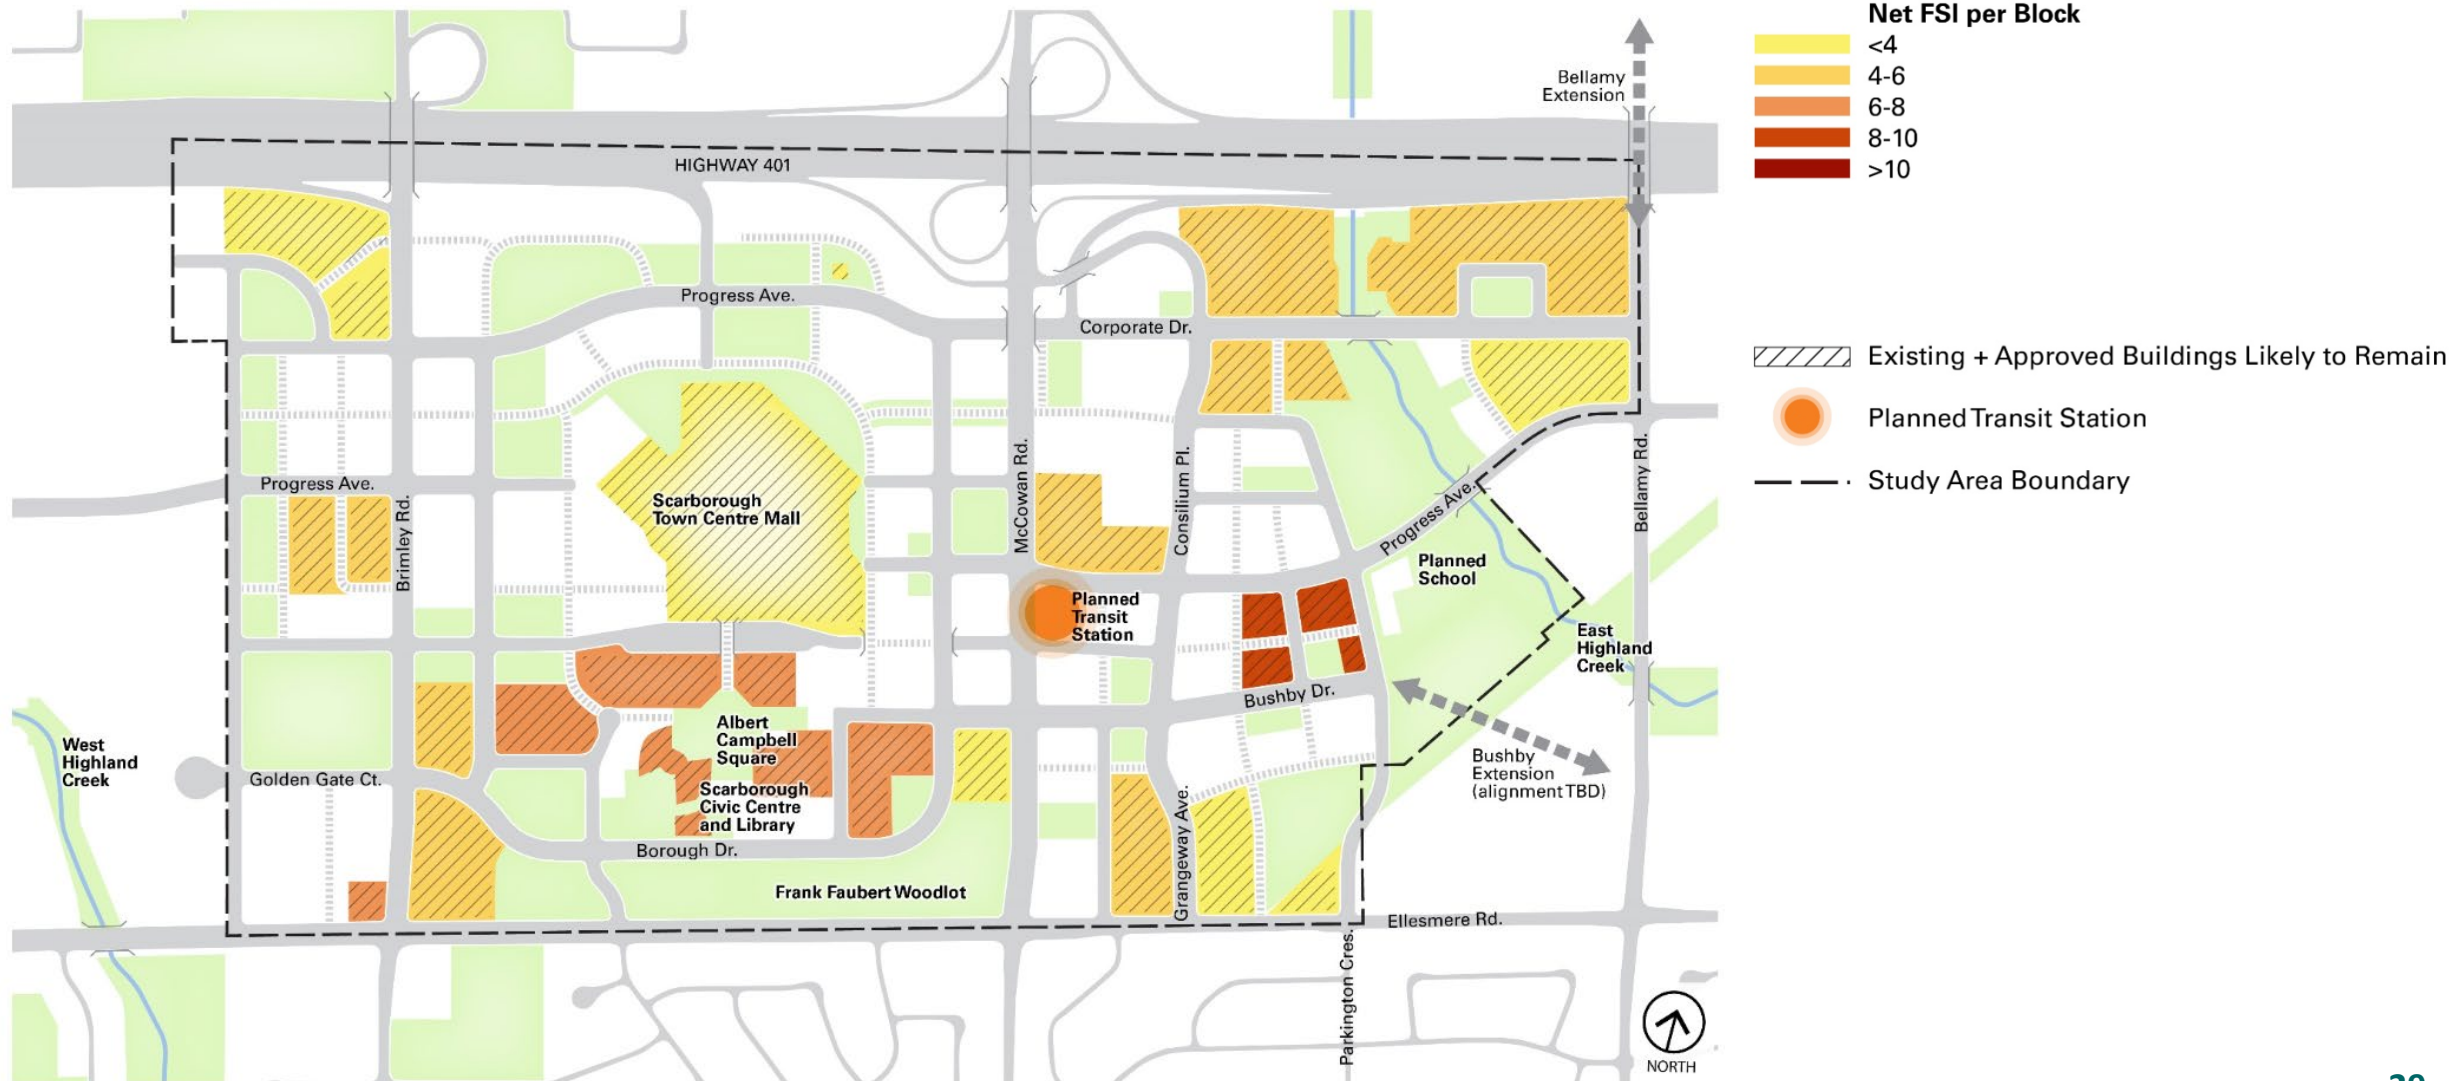 Net FSI per Block
<4
4-6
6-8
8-10
>10
Existing + Approved Buildings Likely to Remain
Planned Transit Station
Study Area Boundary
Bellamy
Extension
HIGHWAY 401
Progress Ave.
Corporate Dr.
Progress Ave.
Brimley Rd.
Scarborough
Town Centre Mall
McCowan Rd.
Consilium Pl.
Progress Ave.
Bellamy Rd.
Planned
School
Planned
Transit
Station
East
Highland
Creek
Bushby Dr.
Albert
Campbell
Square
West
Highland
Creek
Golden Gate Ct.
Scarborough
Civic Centre
and Library
Bushby
Extension
(alignment TBD)
Borough Dr.
Grangeway Ave.
Frank Faubert Woodlot
Ellesmere Rd.
Parkington Cres.
NORTH